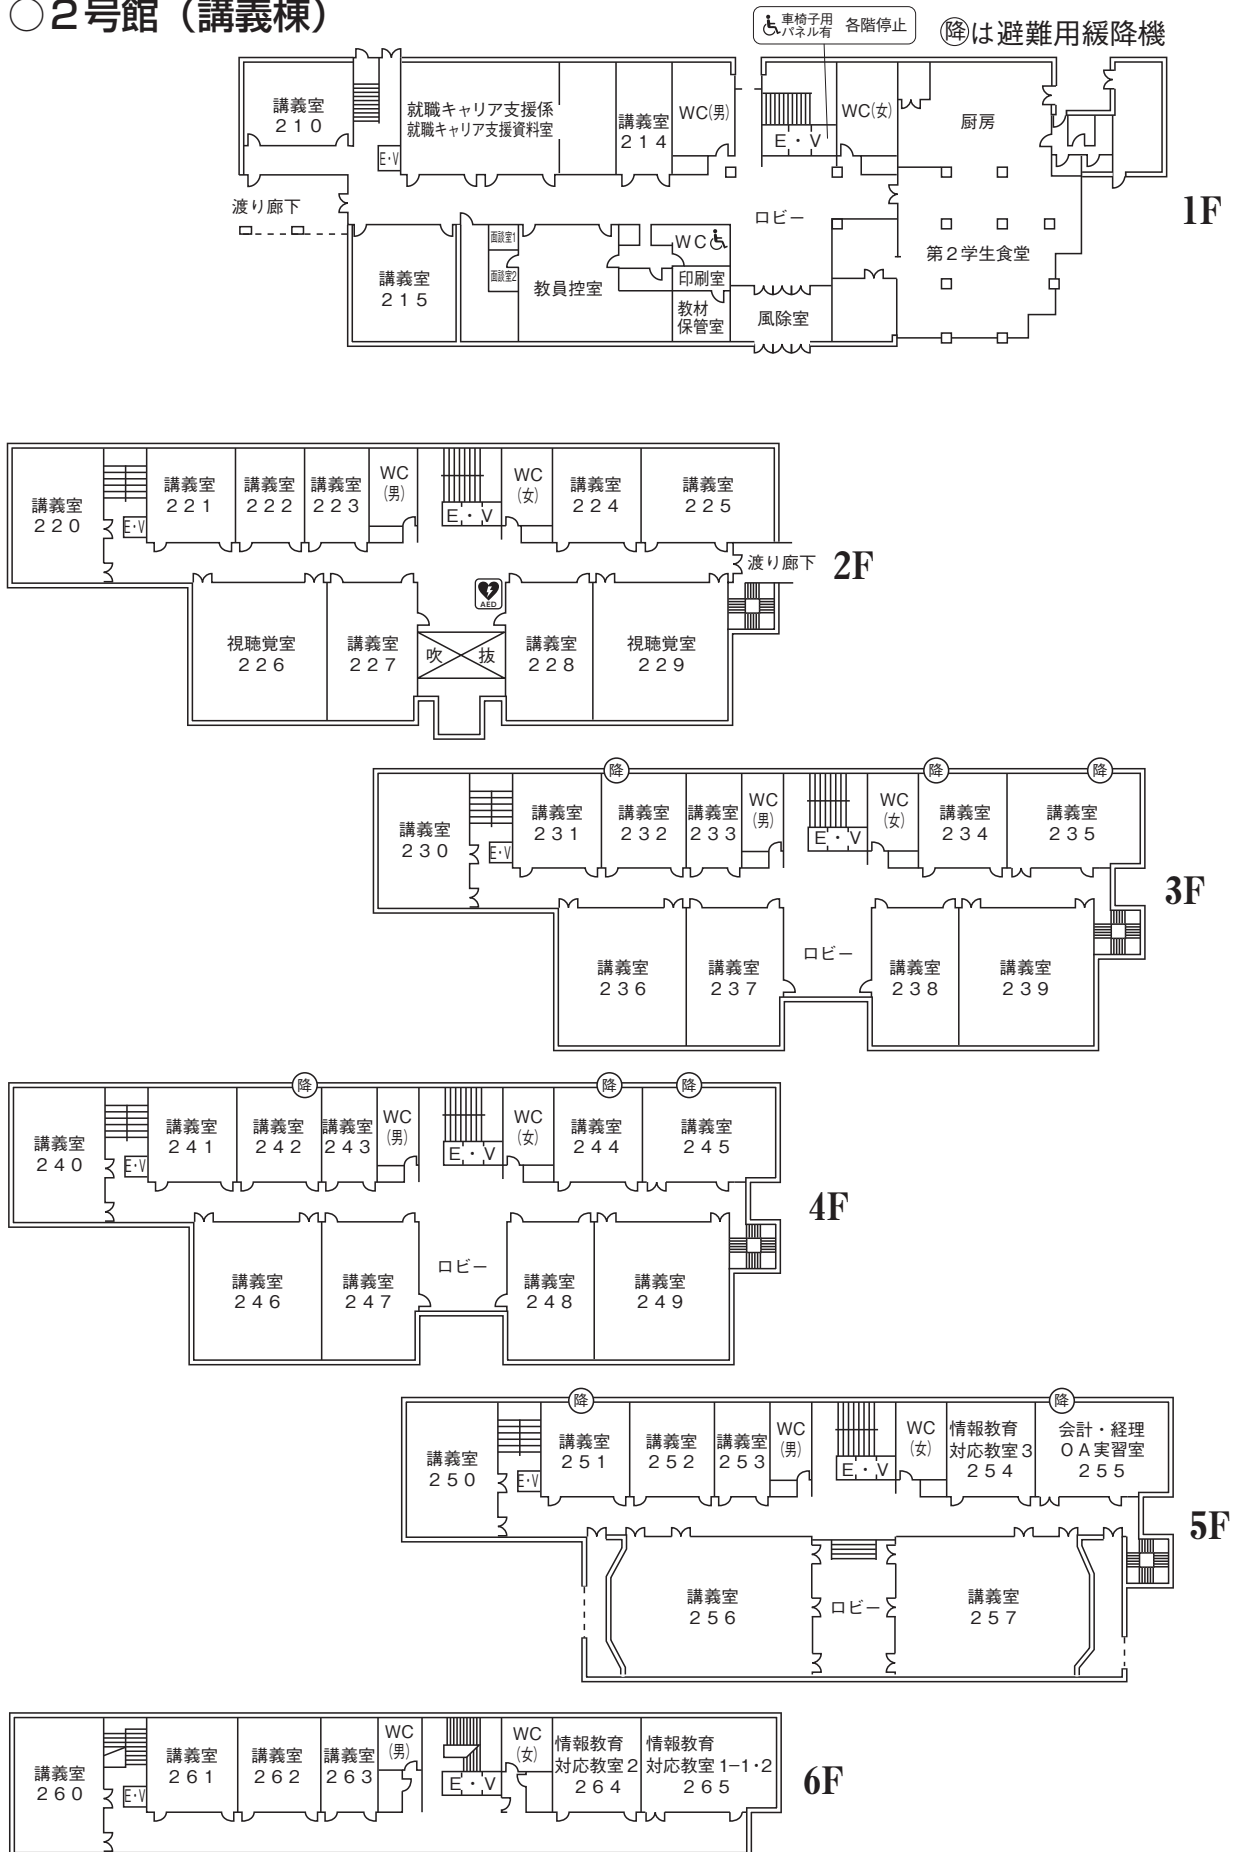 ○２号館（講義棟）
車椅子用
パネル有
各階停止
降は避難用緩降機
講義室
２１０
就職キャリア支援係
就職キャリア支援資料室
講義室
２１４
WC(男)
E・V
WC(女)
厨房
E・V
渡り廊下
ロビー
1F
講義室
２１５
面談室1
面談室2
教員控室
WC
印刷室
教材
保管室
風除室
第２学生食堂
講義室
２２０
E・V
講義室
２２１
講義室
２２２
講義室
２２３
WC
(男)
E・V
WC
(女)
講義室
２２４
講義室
２２５
渡り廊下
2F
AED
視聴覚室
２２６
講義室
２２７
吹 抜
講義室
２２８
視聴覚室
２２９
降
降
降
講義室
２３０
E・V
講義室
２３１
講義室
２３２
講義室
２３３
WC
(男)
E・V
WC
(女)
講義室
２３４
講義室
２３５
3F
講義室
２３６
講義室
２３７
ロビー
講義室
２３８
講義室
２３９
降
降
降
講義室
２４０
E・V
講義室
２４１
講義室
２４２
講義室
２４３
WC
(男)
E・V
WC
(女)
講義室
２４４
講義室
２４５
4F
講義室
２４６
講義室
２４７
ロビー
講義室
２４８
講義室
２４９
降
降
講義室
２５０
E・V
講義室
２５１
講義室
２５２
講義室
２５３
WC
(男)
E・V
WC
(女)
情報教育
対応教室３
２５４
会計・経理
ＯＡ実習室
２５５
5F
講義室
２５６
ロビー
講義室
２５７
講義室
２６０
E・V
講義室
２６１
講義室
２６２
講義室
２６３
WC
(男)
E・V
WC
(女)
情報教育
対応教室２
２６４
情報教育
対応教室1−1・2
２６５
6F